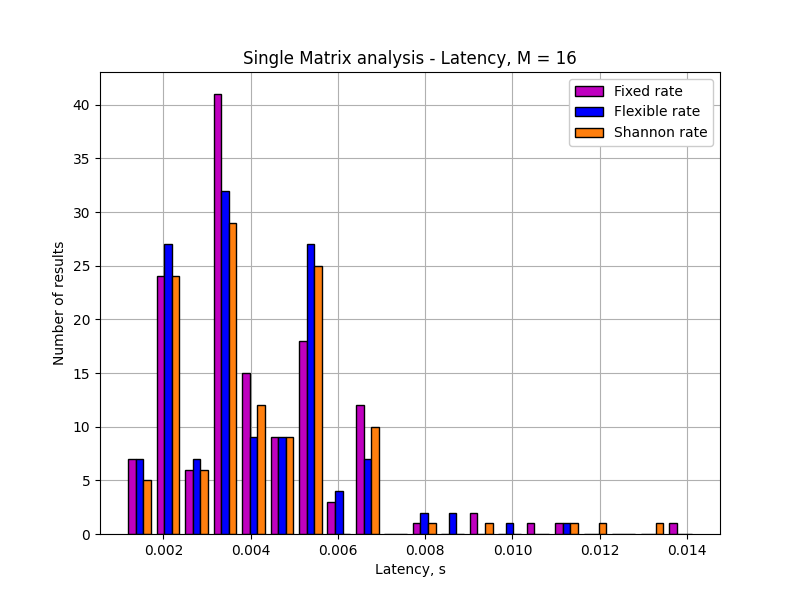 Single Matrix analysis - Latency, M = 16
Fixed rate
Flexible rate
Shannon rate
Number of results
40
35
30
25
20
15
10
5
0
0.002 0.004 0.006 0.008 0.010 0.012 0.014
Latency, s